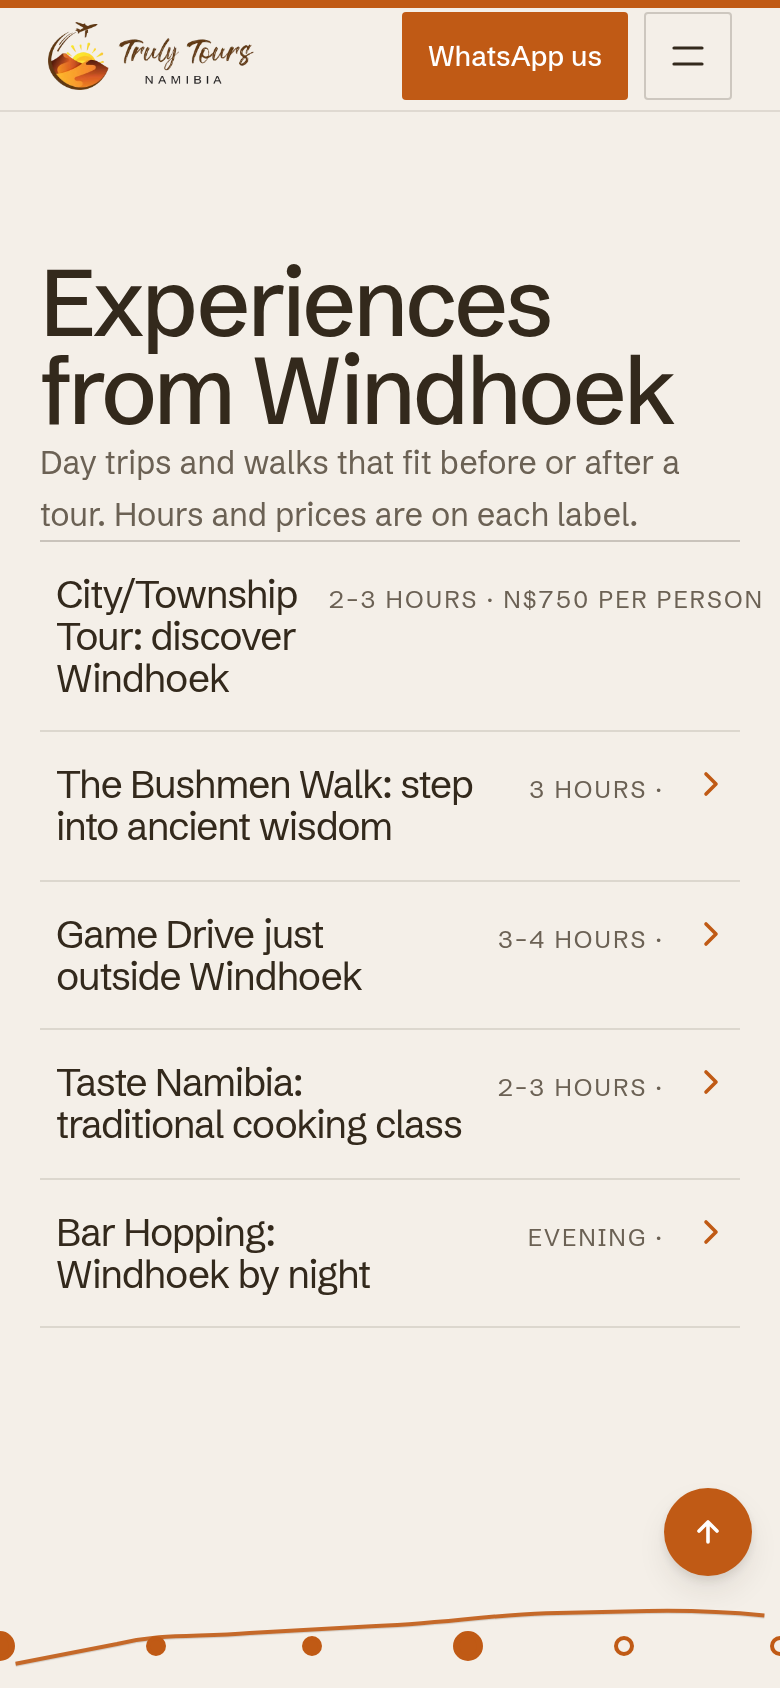 Truly Tours
NAMIBIA
WhatsApp us
Experiences
from Windhoek
Day trips and walks that fit before or after a
tour. Hours and prices are on each label.
City/Township
Tour: discover
Windhoek
2–3 HOURS · N$750 PER PERSON
The Bushmen Walk: step
into ancient wisdom
3 HOURS ·
Game Drive just
outside Windhoek
3–4 HOURS ·
Taste Namibia:
traditional cooking class
2–3 HOURS ·
Bar Hopping:
Windhoek by night
EVENING ·